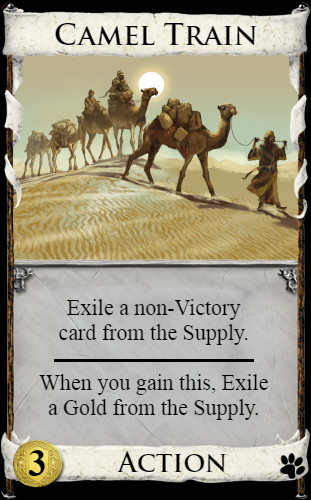 CAMEL TRAIN
Exile a non-Victory
card from the Supply.
When you gain this, Exile
a Gold from the Supply.
3
ACTION